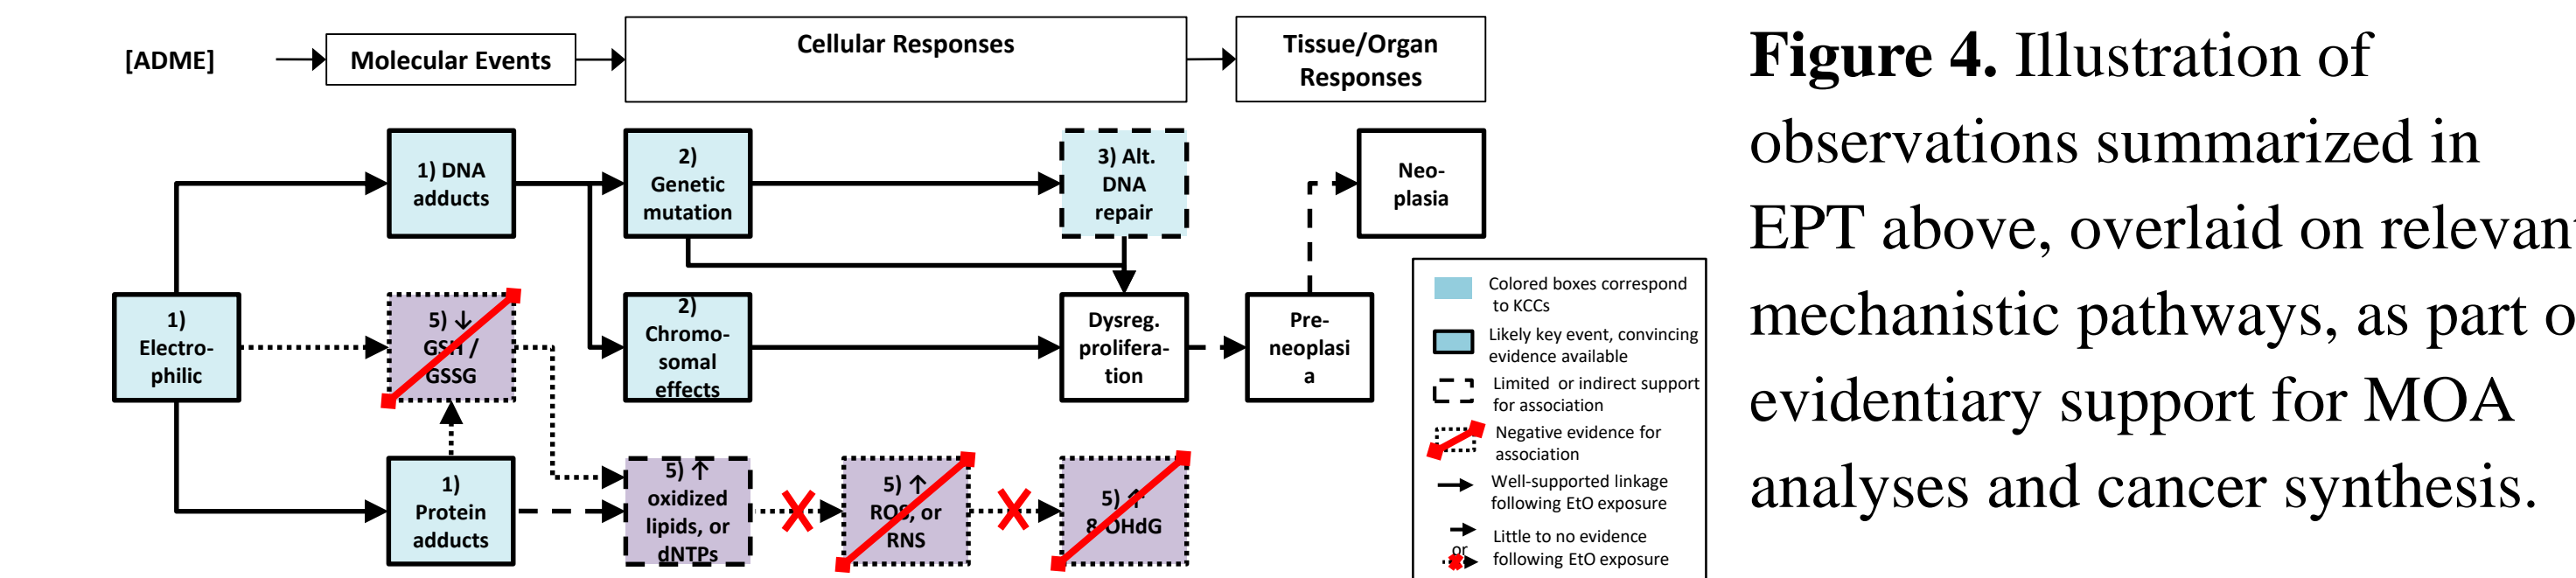 [ADME]
Molecular Events
Cellular Responses
Tissue/Organ
Responses
1) DNA
adducts
2)
Genetic
mutation
3) Alt.
DNA
repair
Neo-
plasia
1)
Electro-
philic
5) ↓
GSH /
GSSG
2)
Chromo-
somal
effects
Dysreg.
prolifera-
tion
Pre-
neoplasi
a
1)
Protein
adducts
5) ↑
oxidized
lipids, or
dNTPs
5) ↑
ROS, or
RNS
5) ↑
8-OHdG
Colored boxes correspond
to KCCs
Likely key event, convincing
evidence available
Limited or indirect support
for association
Negative evidence for
association
Well-supported linkage
following EtO exposure
or
Little to no evidence
following EtO exposure
Figure 4. Illustration of
observations summarized in
EPT above, overlaid on relevant
mechanistic pathways, as part o
evidentiary support for MOA
analyses and cancer synthesis.